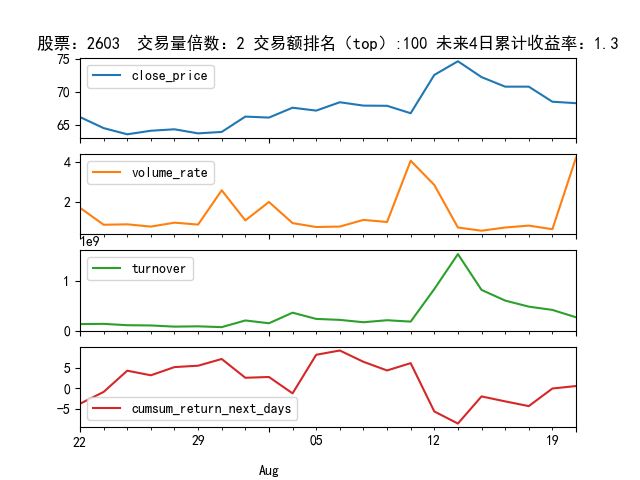 股票：2603 交易量倍数：2 交易额排名（top）:100 未来4日累计收益率：1.3
75
70
65
close_price
4
2
volume_rate
1e9
1
0
turnover
5
0
−5
cumsum_return_next_days
22 29 05 12 19
Aug